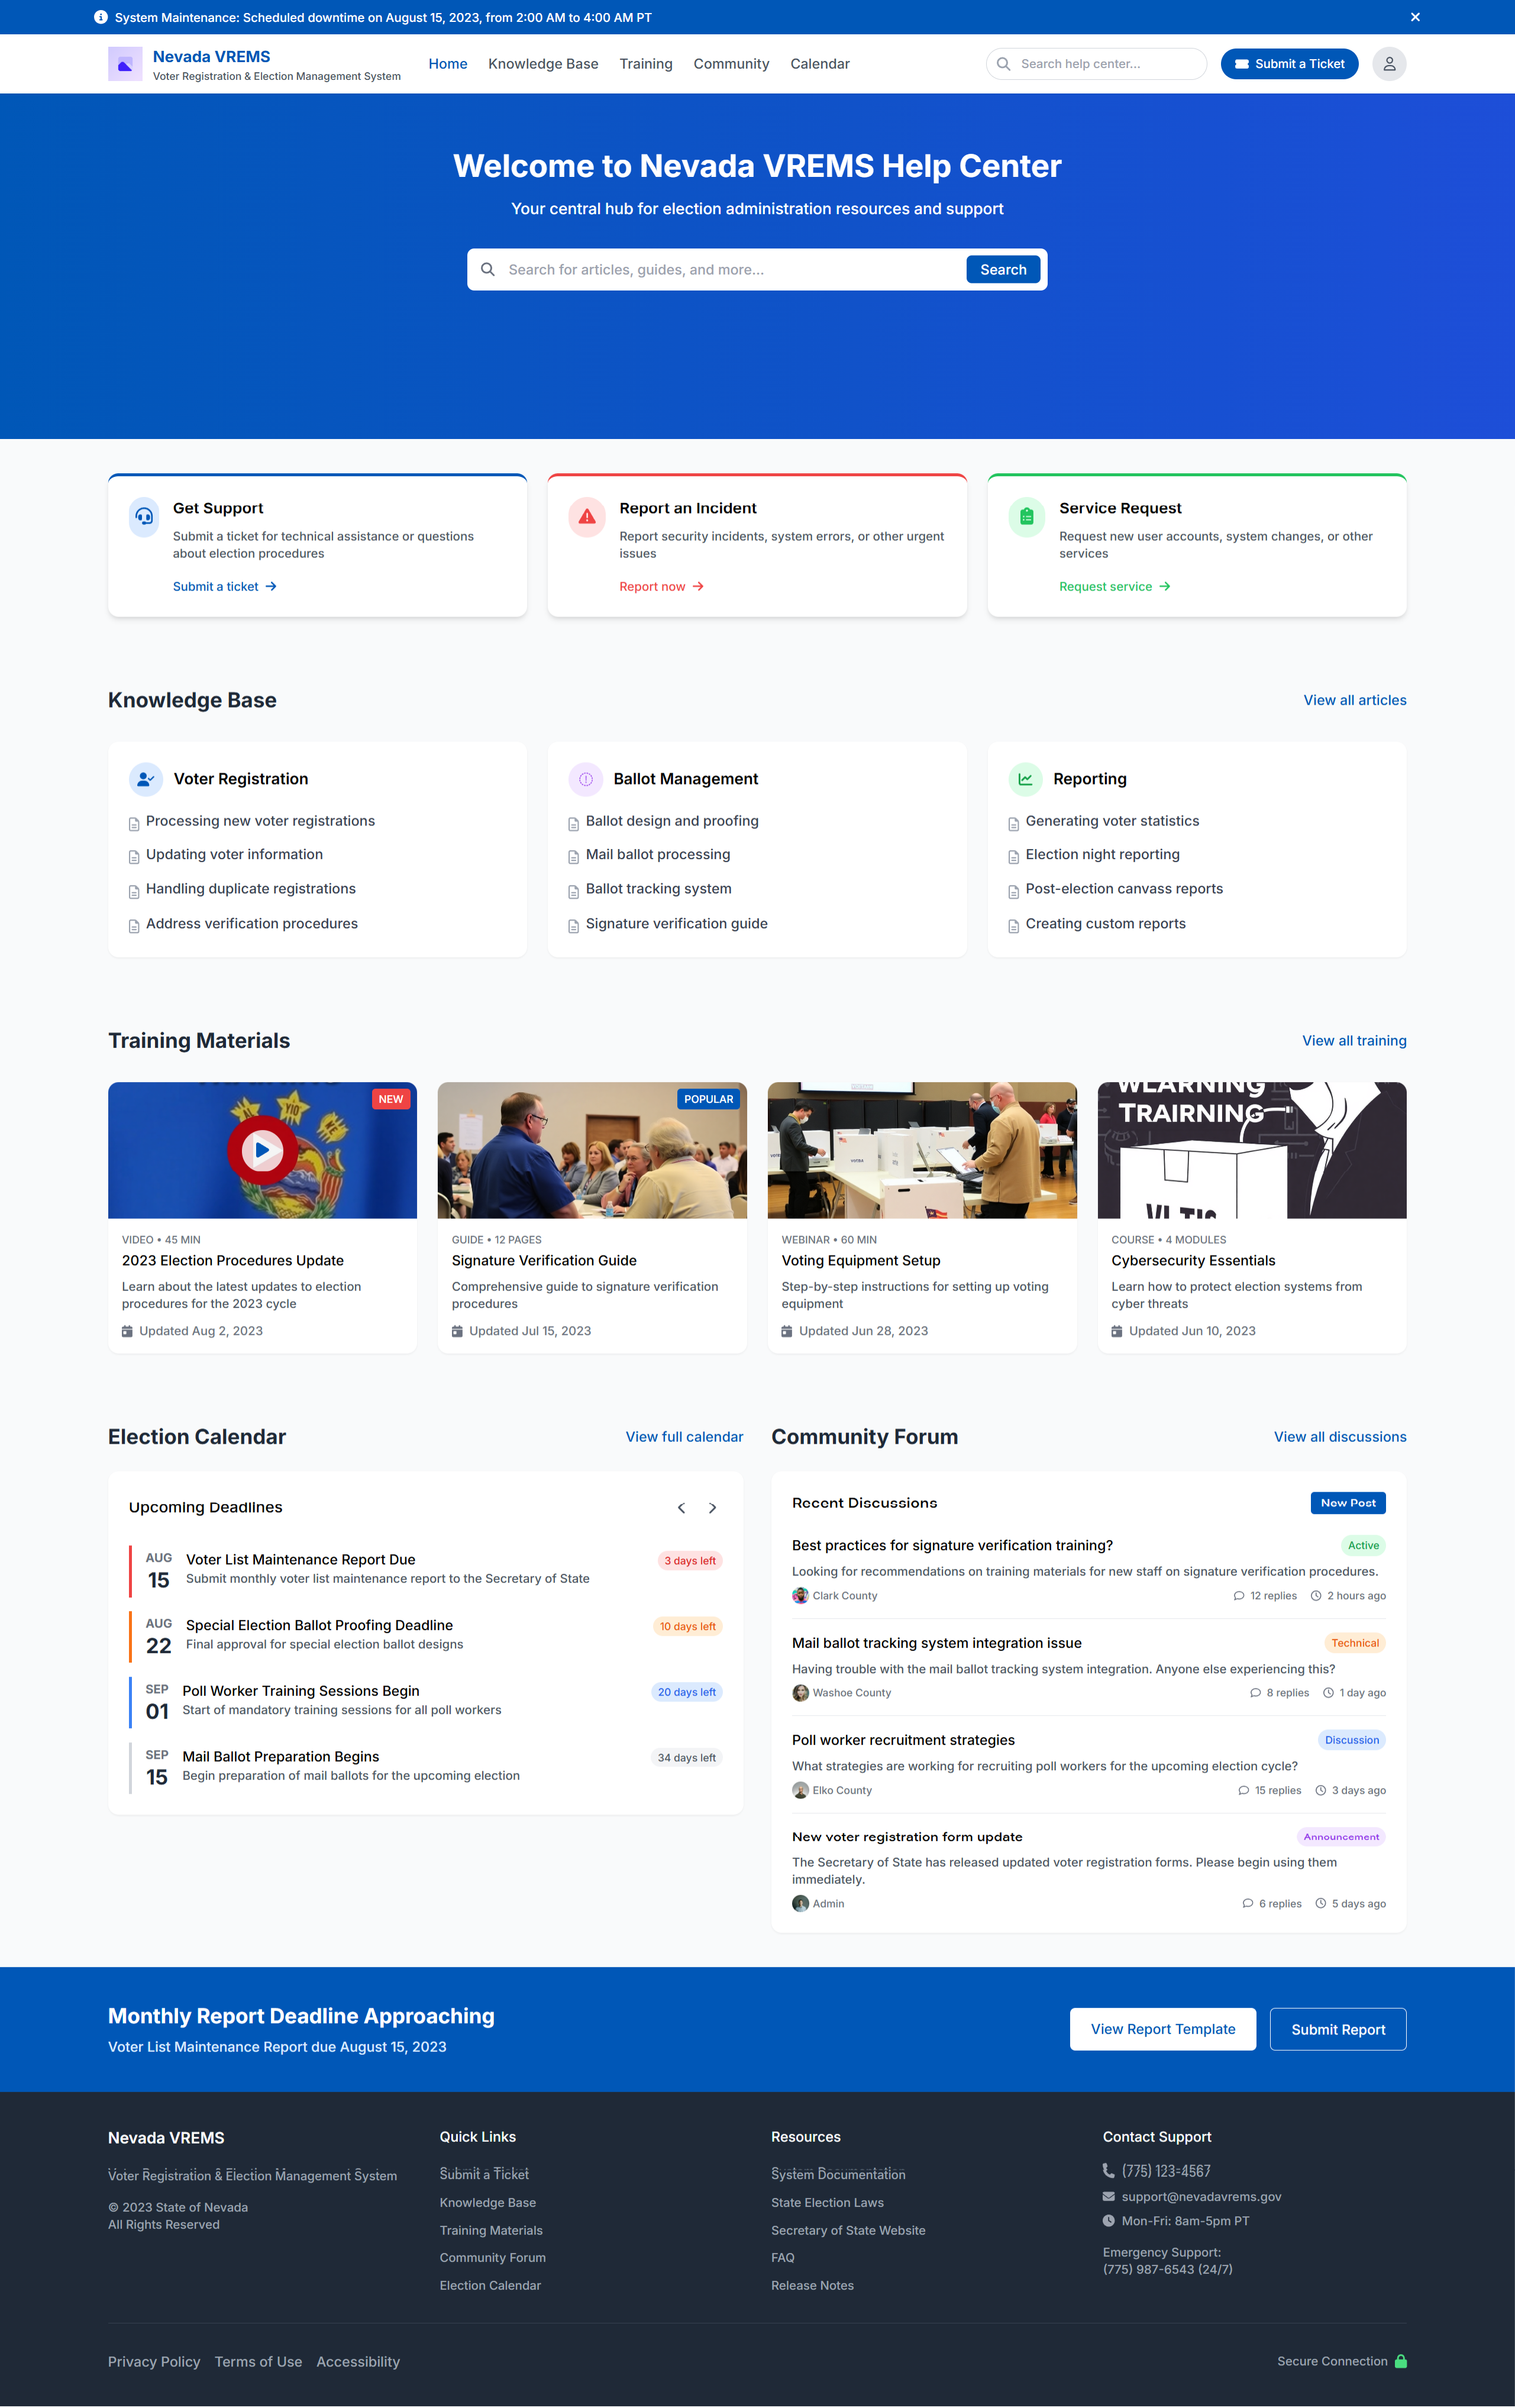 System Maintenance: Scheduled downtime on August 15, 2023, from 2:00 AM to 4:00 AM PT
Nevada VREMS
Voter Registration & Election Management System
Home
Knowledge Base
Training
Community
Calendar
Search help center...
Submit a Ticket
Welcome to Nevada VREMS Help Center
Your central hub for election administration resources and support
Search for articles, guides, and more...
Search
Get Support
Submit a ticket for technical assistance or questions
about election procedures
Submit a ticket
Report an Incident
Report security incidents, system errors, or other urgent
issues
Report now
Service Request
Request new user accounts, system changes, or other
services
Request service
Knowledge Base
View all articles
Voter Registration
Processing new voter registrations
Updating voter information
Handling duplicate registrations
Address verification procedures
Ballot Management
Ballot design and proofing
Mail ballot processing
Ballot tracking system
Signature verification guide
Reporting
Generating voter statistics
Election night reporting
Post-election canvass reports
Creating custom reports
Training Materials
View all training
NEW
VIDEO • 45 MIN
2023 Election Procedures Update
Learn about the latest updates to election
procedures for the 2023 cycle
Updated Aug 2, 2023
POPULAR
GUIDE • 12 PAGES
Signature Verification Guide
Comprehensive guide to signature verification
procedures
Updated Jul 15, 2023
WEBINAR • 60 MIN
Voting Equipment Setup
Step-by-step instructions for setting up voting
equipment
Updated Jun 28, 2023
WLARNING
TRAIRNING
COURSE • 4 MODULES
Cybersecurity Essentials
Learn how to protect election systems from
cyber threats
Updated Jun 10, 2023
Election Calendar
View full calendar
Upcoming Deadlines
AUG
15
Voter List Maintenance Report Due
Submit monthly voter list maintenance report to the Secretary of State
3 days left
AUG
22
Special Election Ballot Proofing Deadline
Final approval for special election ballot designs
10 days left
SEP
01
Poll Worker Training Sessions Begin
Start of mandatory training sessions for all poll workers
20 days left
SEP
15
Mail Ballot Preparation Begins
Begin preparation of mail ballots for the upcoming election
34 days left
Community Forum
View all discussions
Recent Discussions
New Post
Best practices for signature verification training?
Active
Looking for recommendations on training materials for new staff on signature verification procedures.
Clark County
12 replies
2 hours ago
Mail ballot tracking system integration issue
Technical
Having trouble with the mail ballot tracking system integration. Anyone else experiencing this?
Washoe County
8 replies
1 day ago
Poll worker recruitment strategies
Discussion
What strategies are working for recruiting poll workers for the upcoming election cycle?
Elko County
15 replies
3 days ago
New voter registration form update
Announcement
The Secretary of State has released updated voter registration forms. Please begin using them
immediately.
Admin
6 replies
5 days ago
Monthly Report Deadline Approaching
Voter List Maintenance Report due August 15, 2023
View Report Template
Submit Report
Nevada VREMS
Voter Registration & Election Management System
© 2023 State of Nevada
All Rights Reserved
Quick Links
Submit a Ticket
Knowledge Base
Training Materials
Community Forum
Election Calendar
Resources
System Documentation
State Election Laws
Secretary of State Website
FAQ
Release Notes
Contact Support
(775) 123-4567
support@nevadavrems.gov
Mon-Fri: 8am-5pm PT
Emergency Support:
(775) 987-6543 (24/7)
Privacy Policy
Terms of Use
Accessibility
Secure Connection